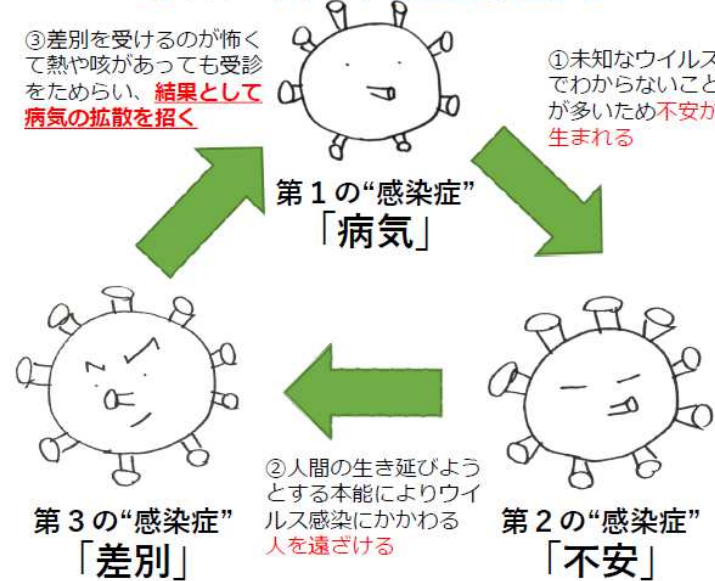 ③差別を受けるのが怖く
て熱や咳があっても受診
をためらい、結果として
病気の拡散を招く
①未知なウイルス
でわからないこと
が多いため不安が
生まれる
第1の“感染症”
「病気」
②人間の生き延びよう
とする本能によりウイ
ルス感染にかかわる
人を遠ざける
第3の“感染症”
「差別」
第2の“感染症”
「不安」